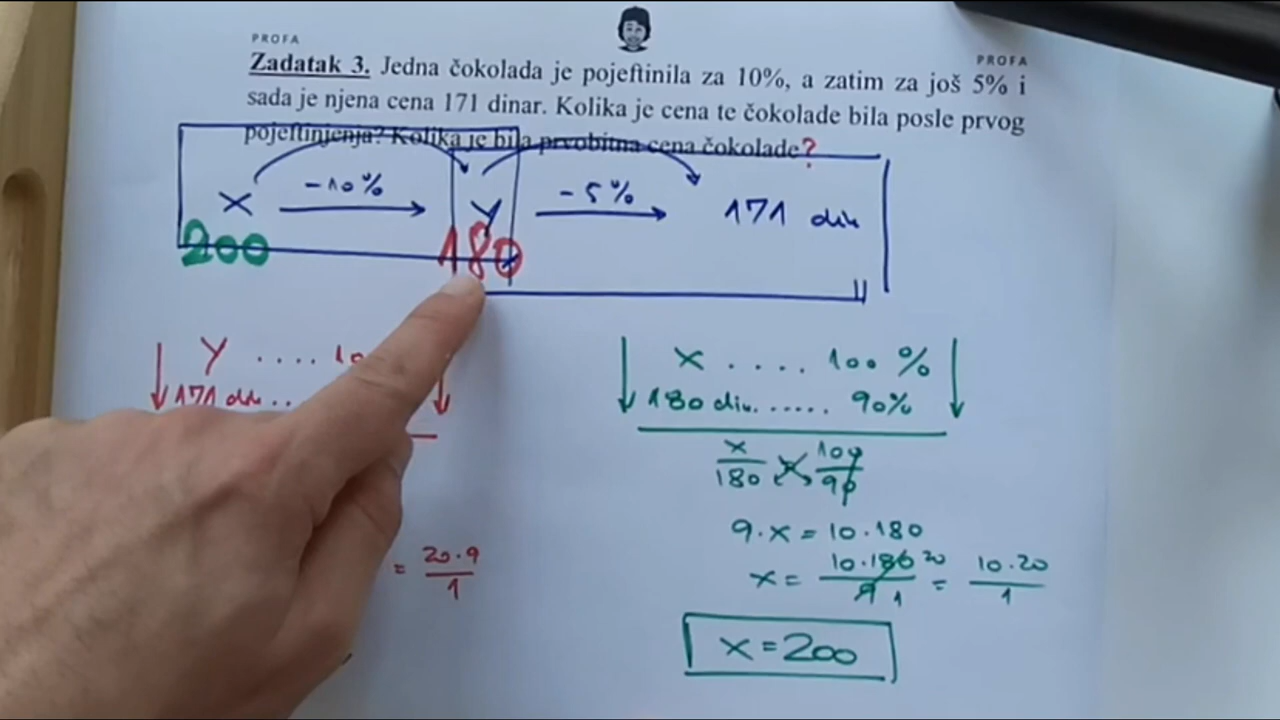 PROFA
PROFA
Zadatak 3. Jedna čokolada je pojeftinila za 10%, a zatim za još 5% i
sada je njena cena 171 dinar. Kolika je cena te čokolade bila posle prvog
pojeftinjenja? Kolika je bila prvobitna cena čokolade?
x -10% y -5% 171 din
200 180
y .... 10
171 din..
= 20·9/1
x .... 100%
180 din...... 90%
x/180 100/90
9·x = 10·180
x = 10·180 20/9 1 = 10·20/1
x = 200